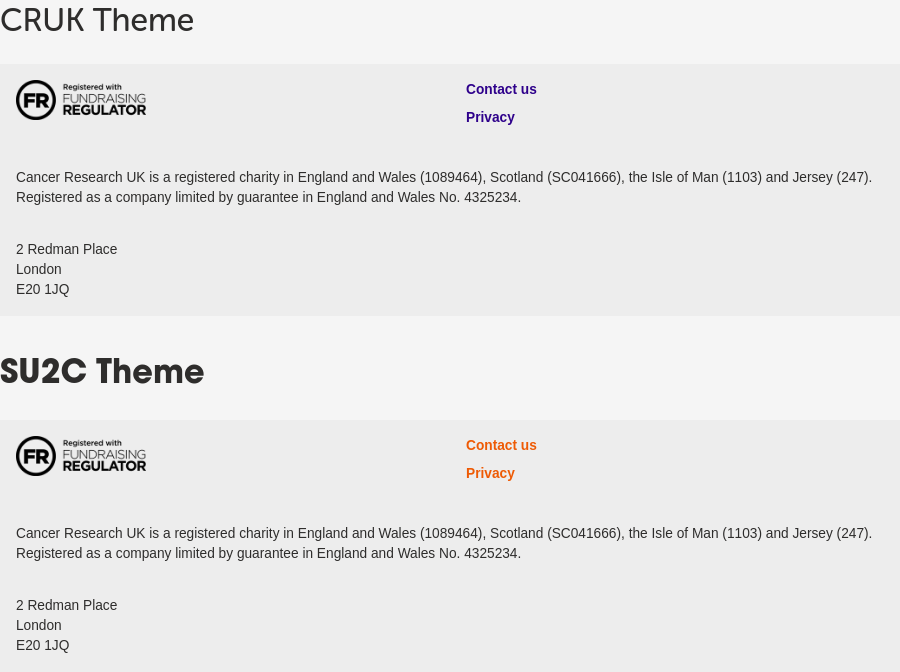 CRUK Theme
FR Registered with
FUNDRAISING
REGULATOR
Contact us
Privacy
Cancer Research UK is a registered charity in England and Wales (1089464), Scotland (SC041666), the Isle of Man (1103) and Jersey (247).
Registered as a company limited by guarantee in England and Wales No. 4325234.
2 Redman Place
London
E20 1JQ
SU2C Theme
FR Registered with
FUNDRAISING
REGULATOR
Contact us
Privacy
Cancer Research UK is a registered charity in England and Wales (1089464), Scotland (SC041666), the Isle of Man (1103) and Jersey (247).
Registered as a company limited by guarantee in England and Wales No. 4325234.
2 Redman Place
London
E20 1JQ